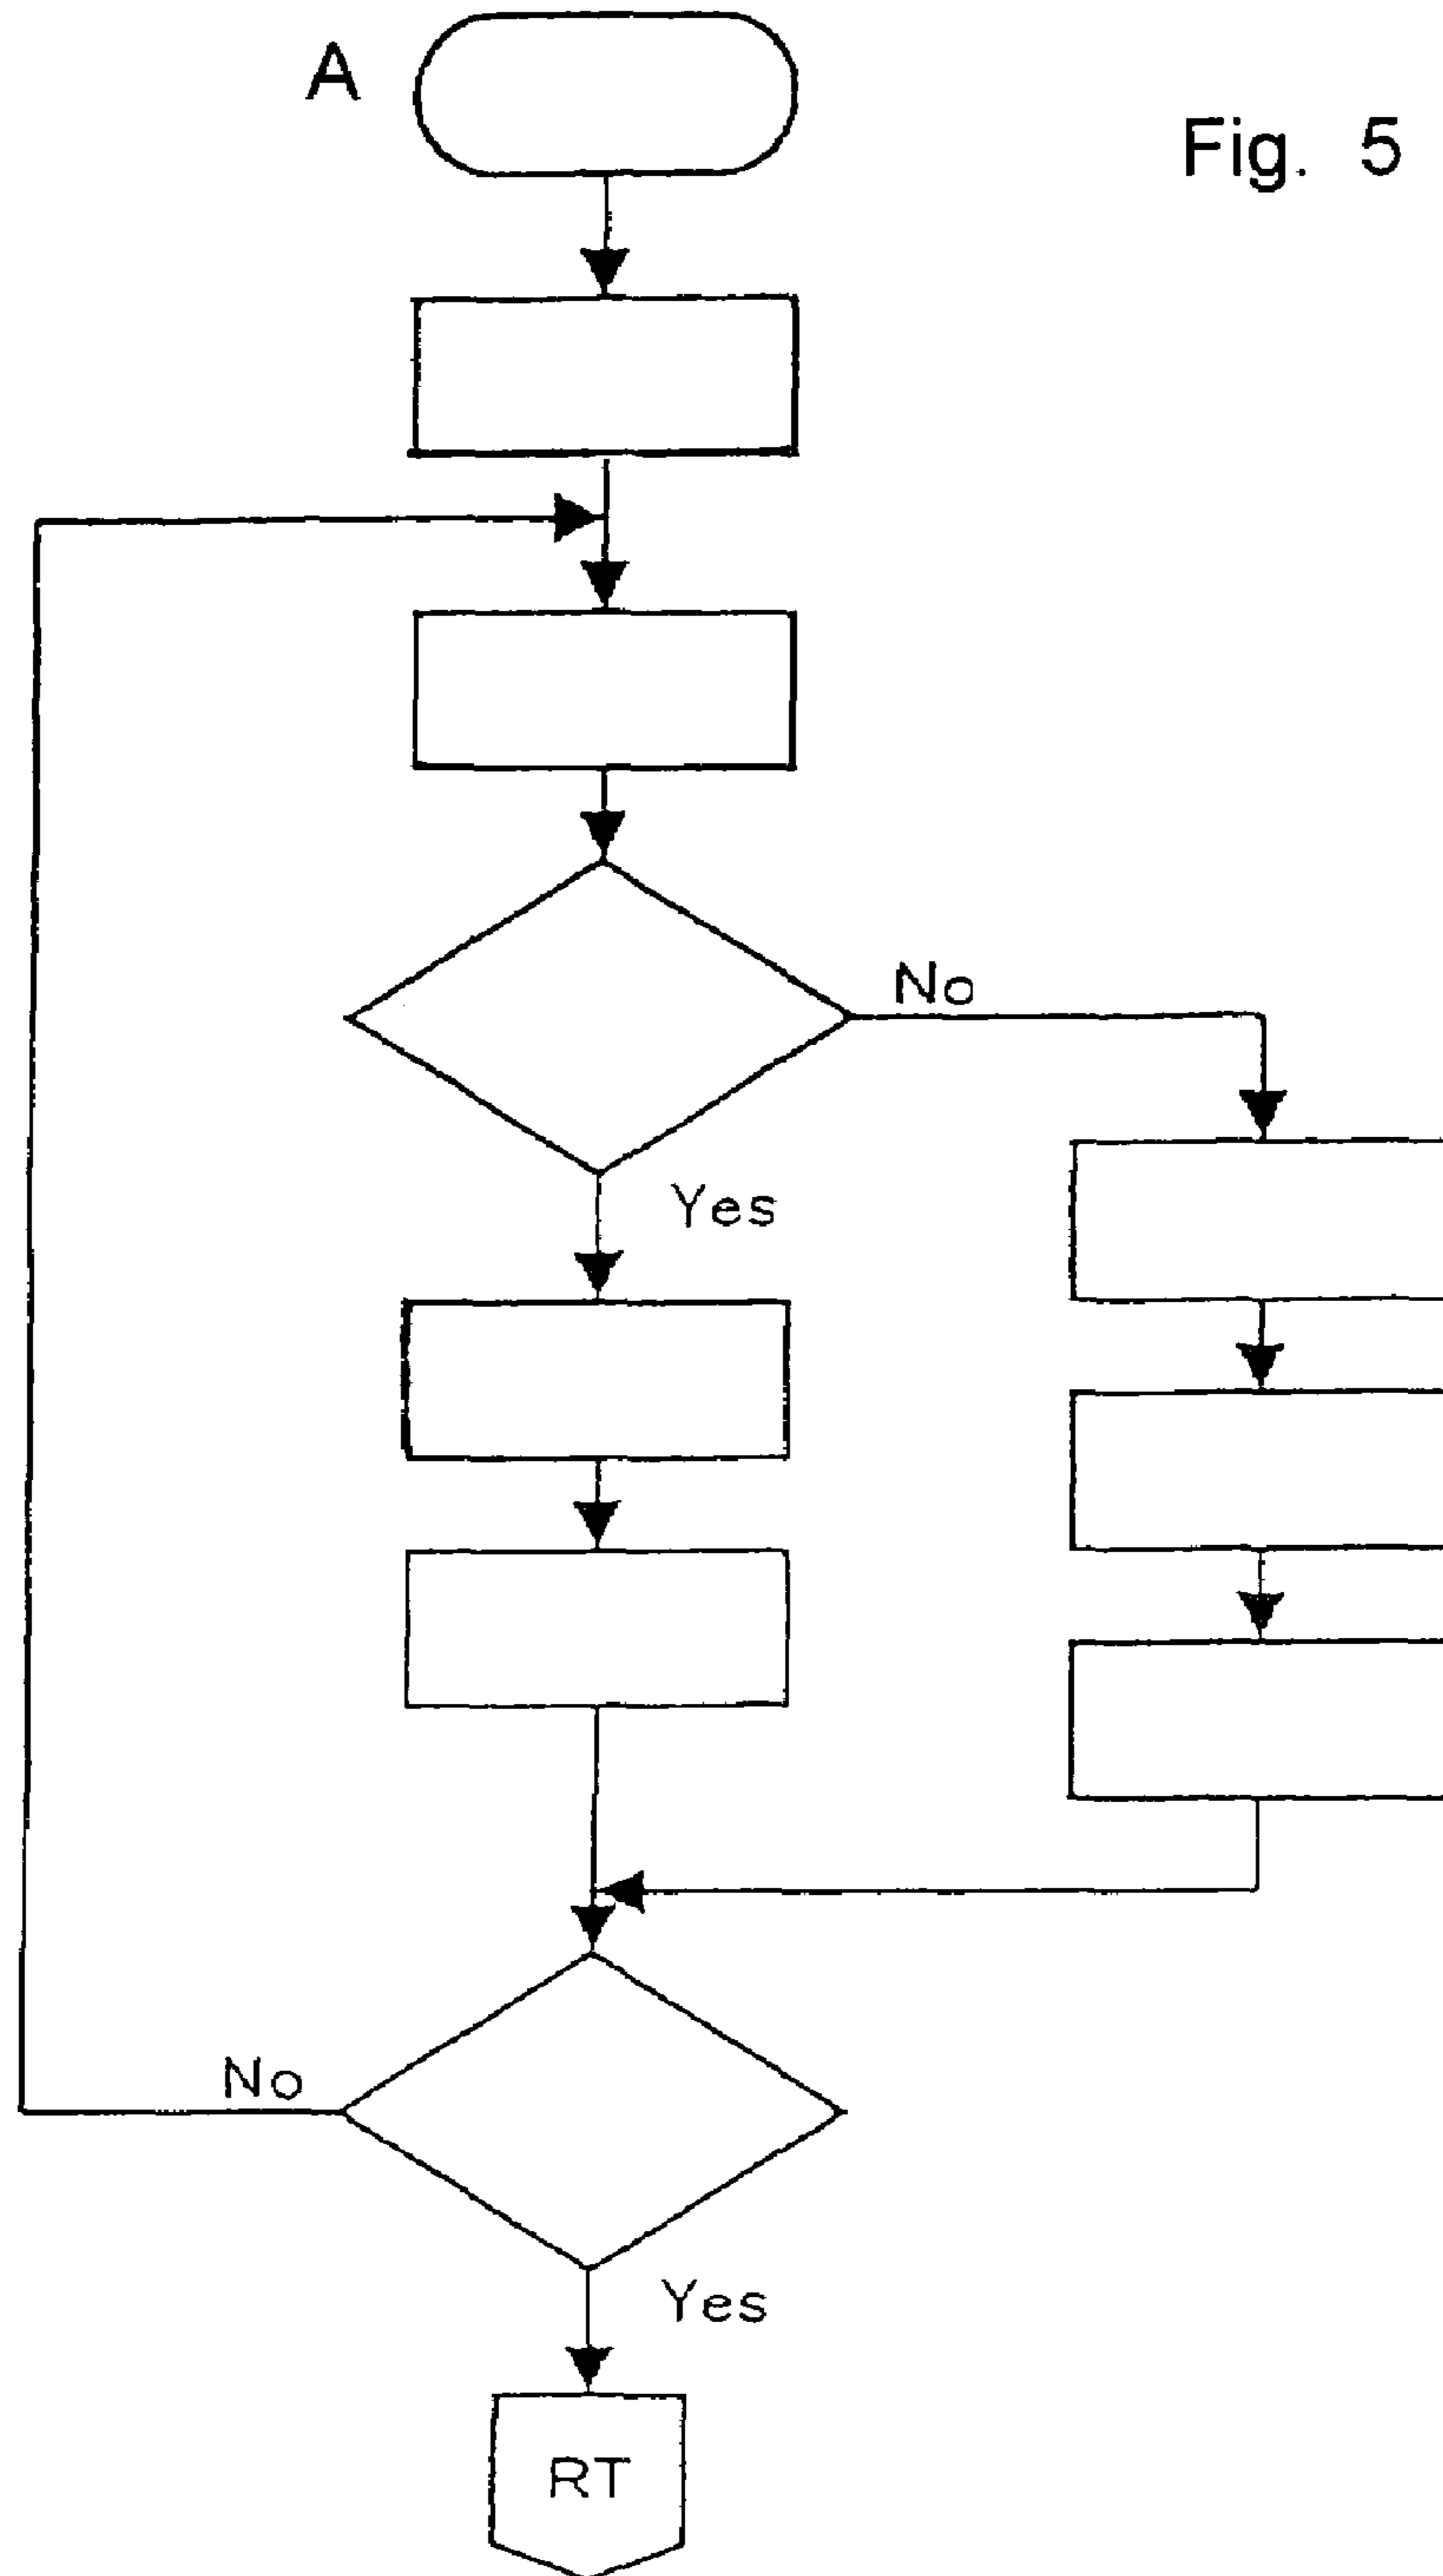 A
Fig. 5
No
Yes
No
Yes
RT